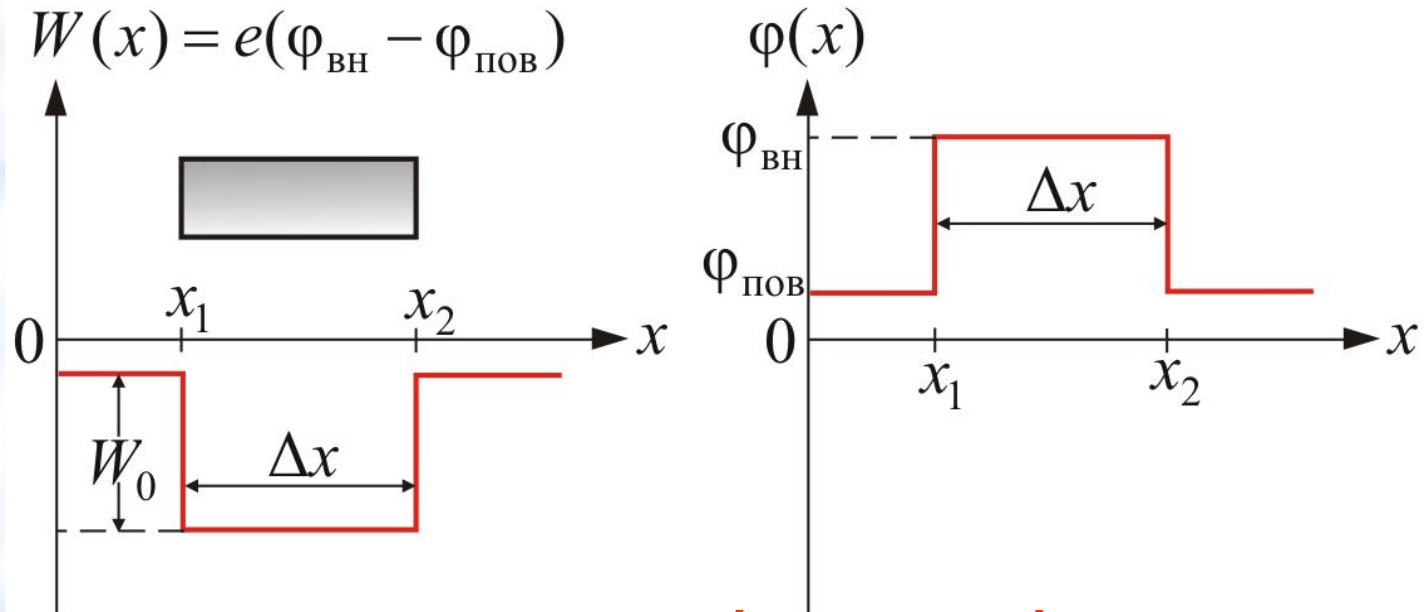 W(x) = e(φвн − φпов)
x₁ x₂
0 x
W₀ Δx
φ(x)
φвн
Δx
φпов
0 x
x₁ x₂